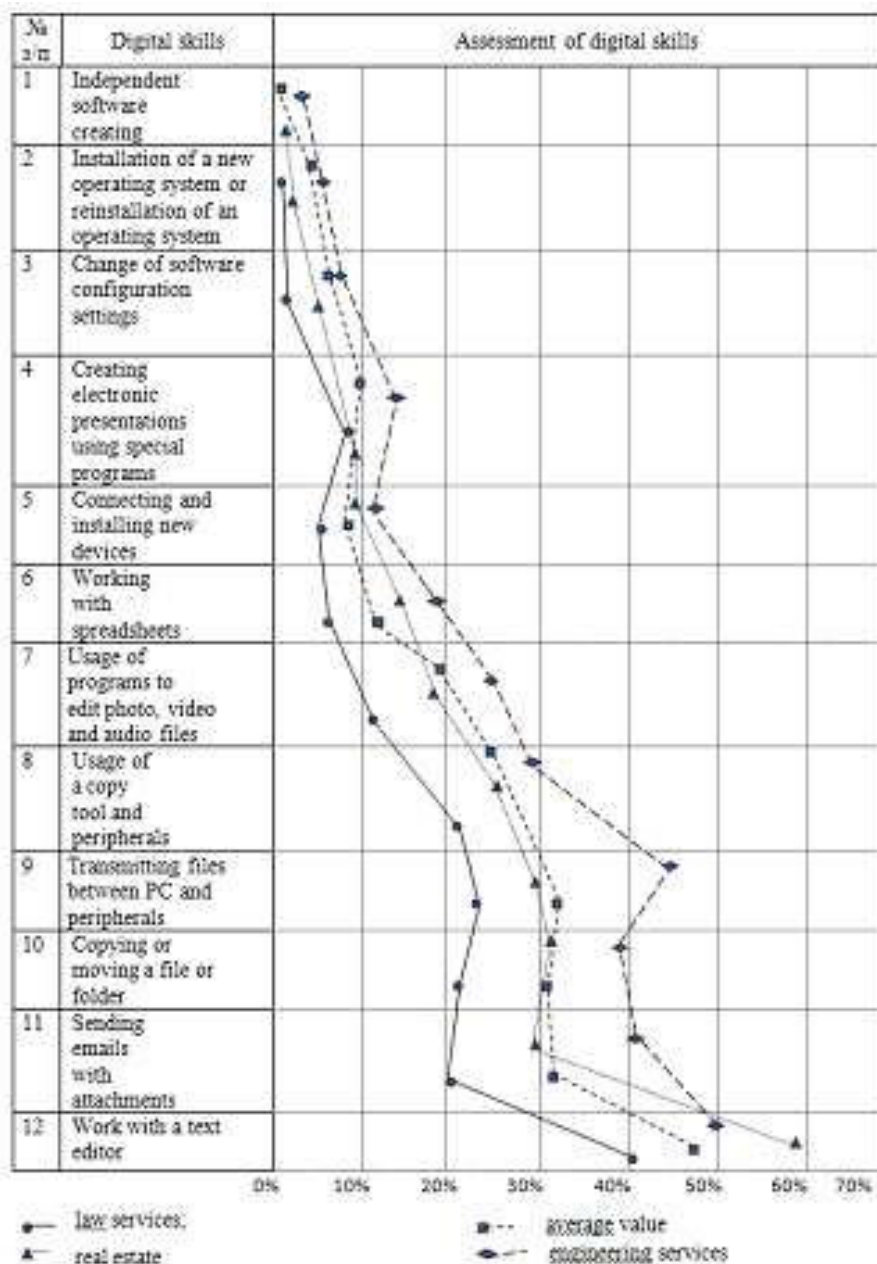 № Digital skills Assessment of digital skills
з/п
1 Independent
software
creating
2 Installation of a new
operating system or
reinstallation of an
operating system
3 Change of software
configuration
settings
4 Creating
electronic
presentations
using special
programs
5 Connecting and
installing new
devices
6 Working
with
spreadsheets
7 Usage of
programs to
edit photo, video
and audio files
8 Usage of
a copy
tool and
peripherals
9 Transmitting files
between PC and
peripherals
10 Copying or
moving a file or
folder
11 Sending
emails
with
attachments
12 Work with a text
editor
0% 10% 20% 30% 40% 50% 60% 70%
law services;
average value
real estate
engineering services